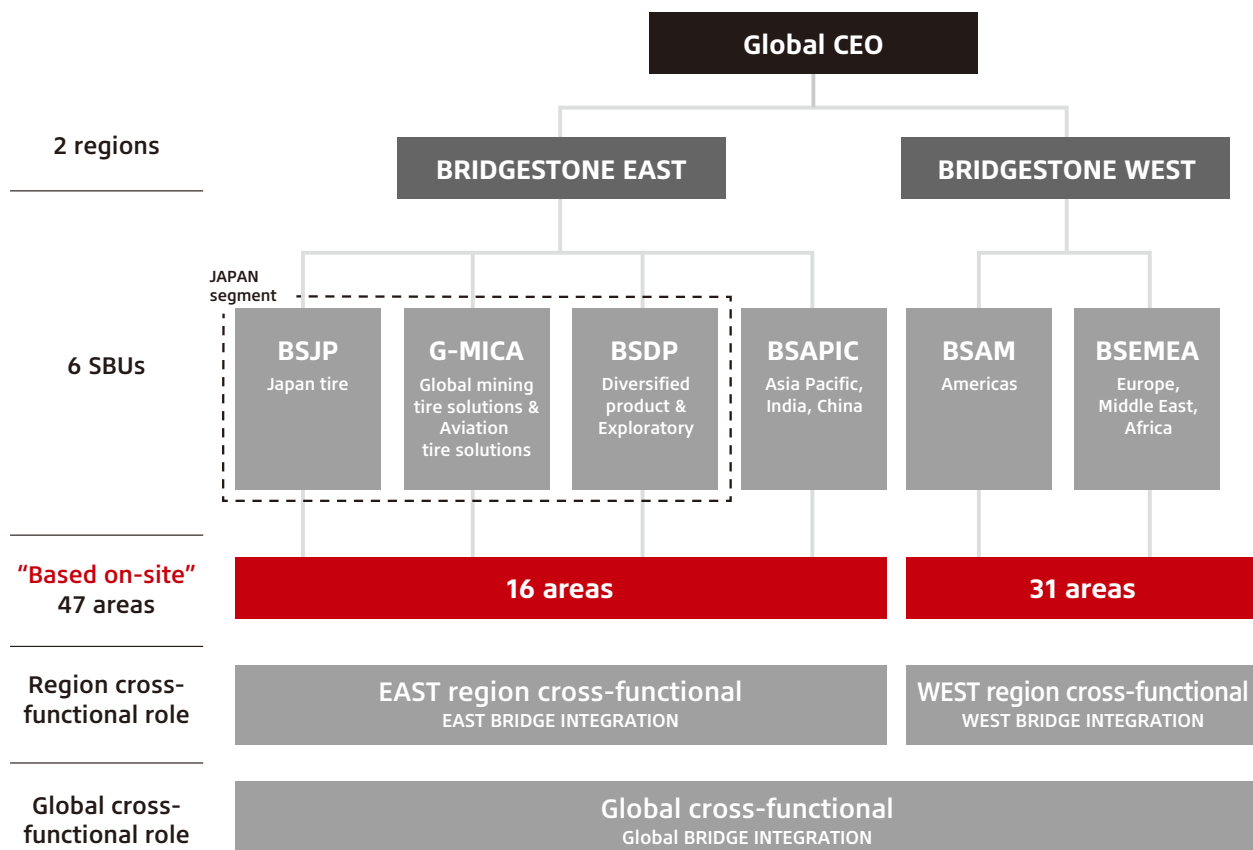 Global CEO
2 regions
BRIDGESTONE EAST
BRIDGESTONE WEST
JAPAN
segment
6 SBUs
BSJP
Japan tire
G-MICA
Global mining
tire solutions &
Aviation
tire solutions
BSDP
Diversified
product &
Exploratory
BSAPIC
Asia Pacific,
India, China
BSAM
Americas
BSEMEA
Europe,
Middle East,
Africa
“Based on-site”
47 areas
16 areas
31 areas
Region cross-
functional role
EAST region cross-functional
EAST BRIDGE INTEGRATION
WEST region cross-functional
WEST BRIDGE INTEGRATION
Global cross-
functional role
Global cross-functional
Global BRIDGE INTEGRATION